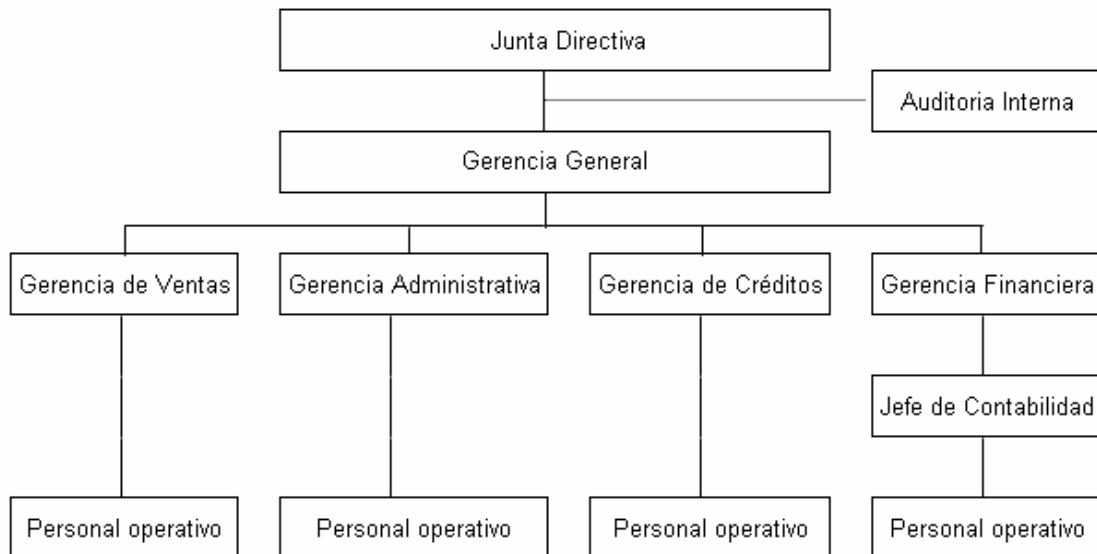 Junta Directiva
Auditoria Interna
Gerencia General
Gerencia de Ventas
Gerencia Administrativa
Gerencia de Créditos
Gerencia Financiera
Jefe de Contabilidad
Personal operativo
Personal operativo
Personal operativo
Personal operativo